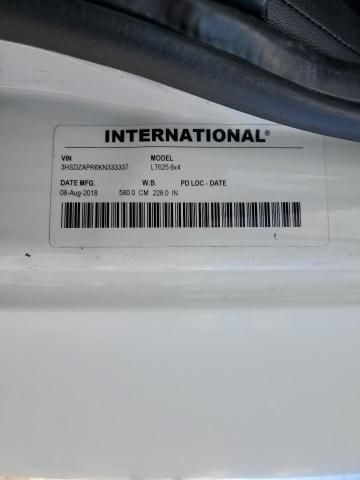 INTERNATIONAL®
VIN MODEL
3HSDZAPR6KN333337 LT625 6x4
DATE MFG. W.B. PD LOC - DATE
08-Aug-2018 580.0 CM 228.0 IN